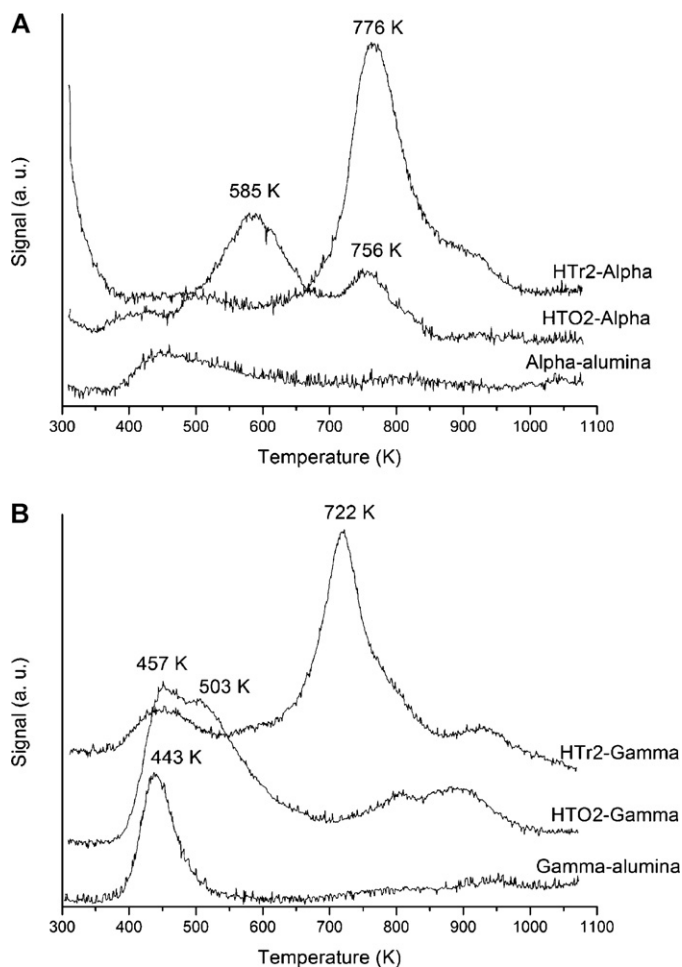 A
776 K
585 K
756 K
HTr2-Alpha
HTO2-Alpha
Alpha-alumina
Signal (a. u.)
300 400 500 600 700 800 900 1000 1100
Temperature (K)
B
722 K
457 K
503 K
443 K
HTr2-Gamma
HTO2-Gamma
Gamma-alumina
Signal (a. u.)
300 400 500 600 700 800 900 1000 1100
Temperature (K)